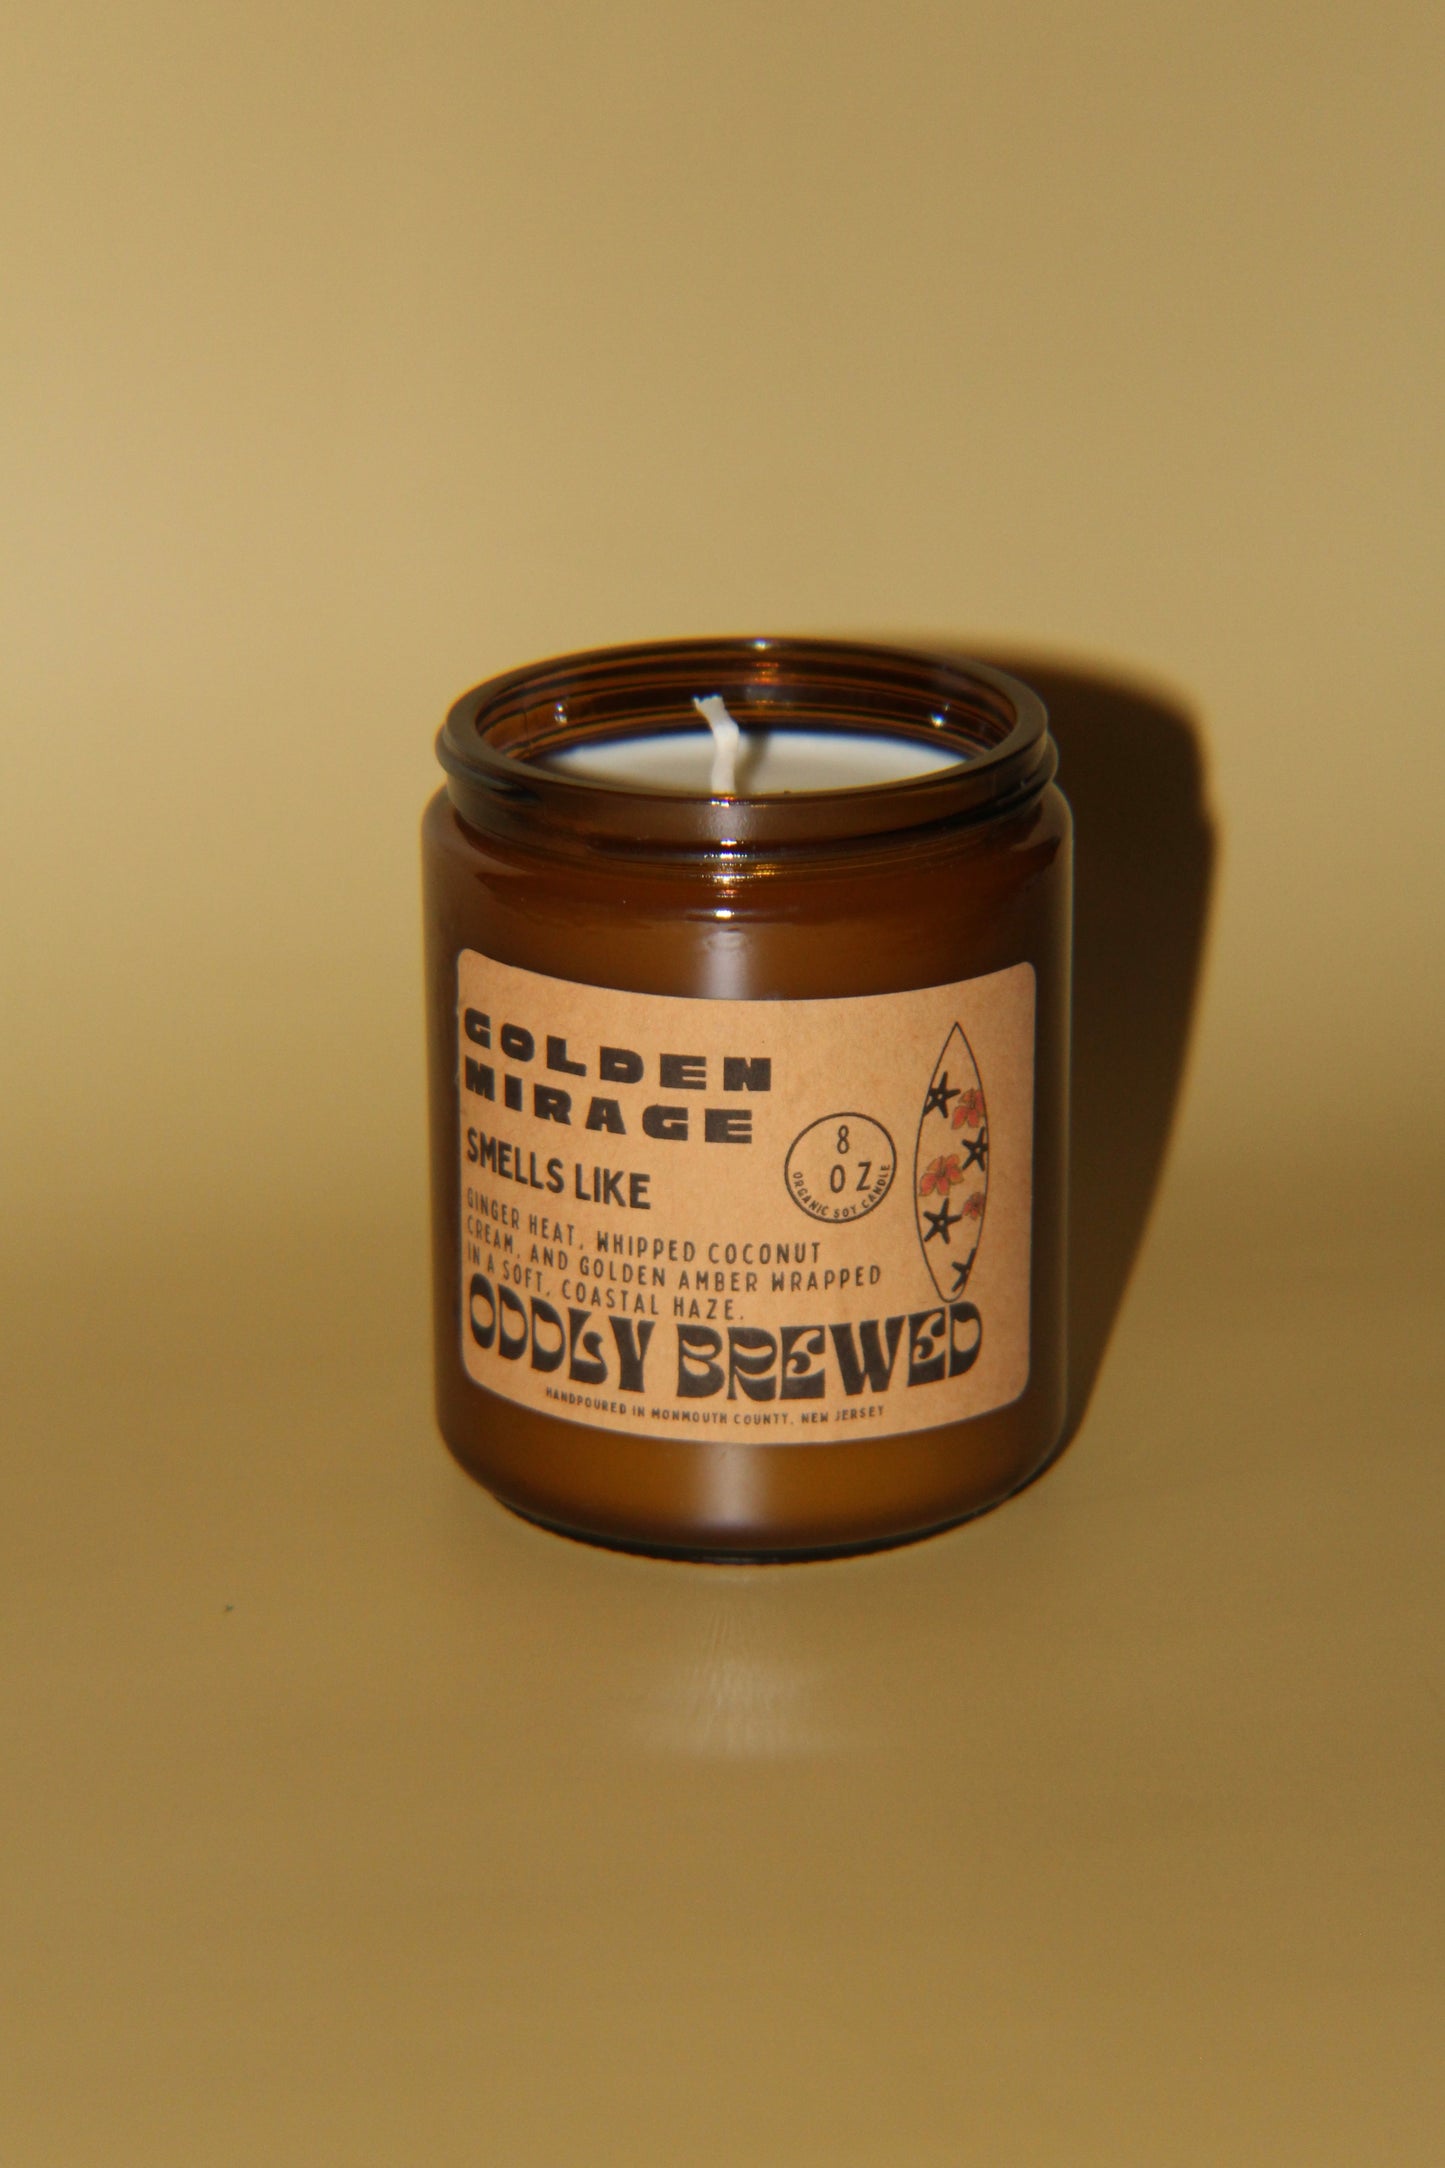 GOLDEN
MIRAGE
SMELLS LIKE
GINGER HEAT, WHIPPED COCONUT
CREAM, AND GOLDEN AMBER WRAPPED
IN A SOFT, COASTAL HAZE.
8
OZ
ORGANIC SOY CANDLE
ODDLY BREWED
HANDPOURED IN MONMOUTH COUNTY, NEW JERSEY